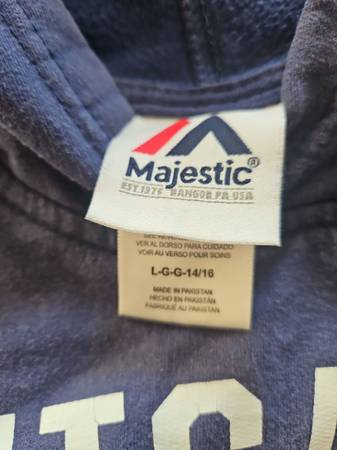 Majestic®
EST.1976 BANGOR PA USA
VER AL DORSO PARA CUIDADO
VOIR AU VERSO POUR SOINS
L-G-G-14/16
MADE IN PAKISTAN
HECHO EN PAKISTÁN
FABRIQUÉ AU PAKISTAN